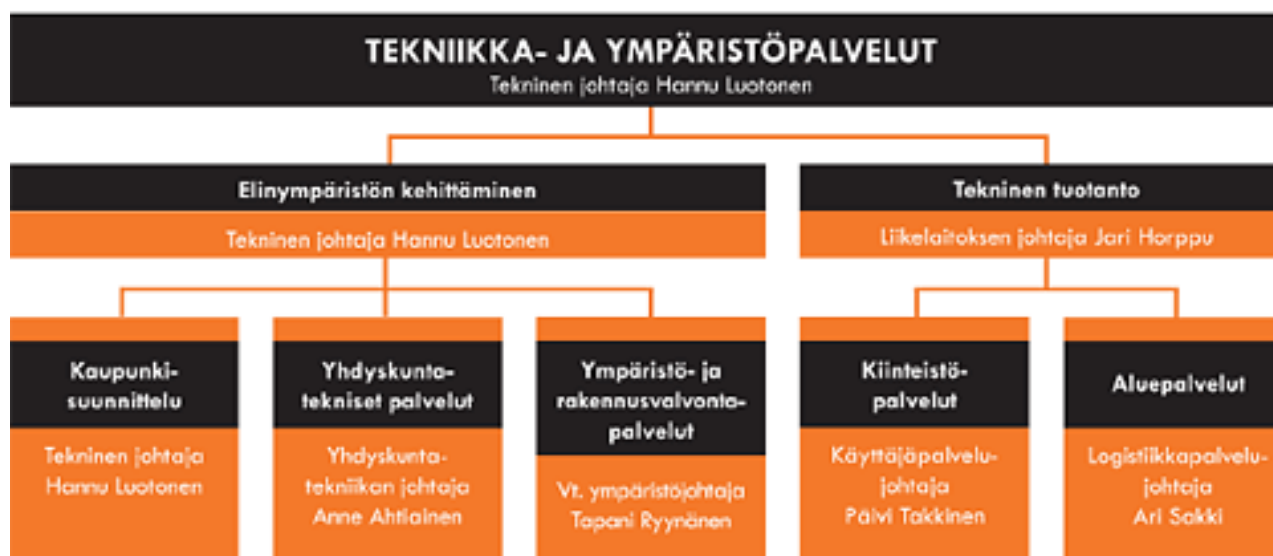 TEKNIIKKA- JA YMPÄRISTÖPALVELUT
Tekninen johtaja Hannu Luotonen
Elinympäristön kehittäminen
Tekninen johtaja Hannu Luotonen
Tekninen tuotanto
Liikelaitoksen johtaja Jari Horppu
Kaupunki-
suunnittelu
Tekninen johtaja
Hannu Luotonen
Yhdyskunta-
tekniset palvelut
Yhdyskunta-
tekniikan johtaja
Anne Ahtiainen
Ympäristö- ja
rakennusvalvonta-
palvelut
Vt. ympäristöjohtaja
Tapani Ryynänen
Kiinteistö-
palvelut
Käyttäjäpalvelu-
johtaja
Päivi Takkinen
Aluepalvelut
Logistiikkapalvelu-
johtaja
Ari Sakki